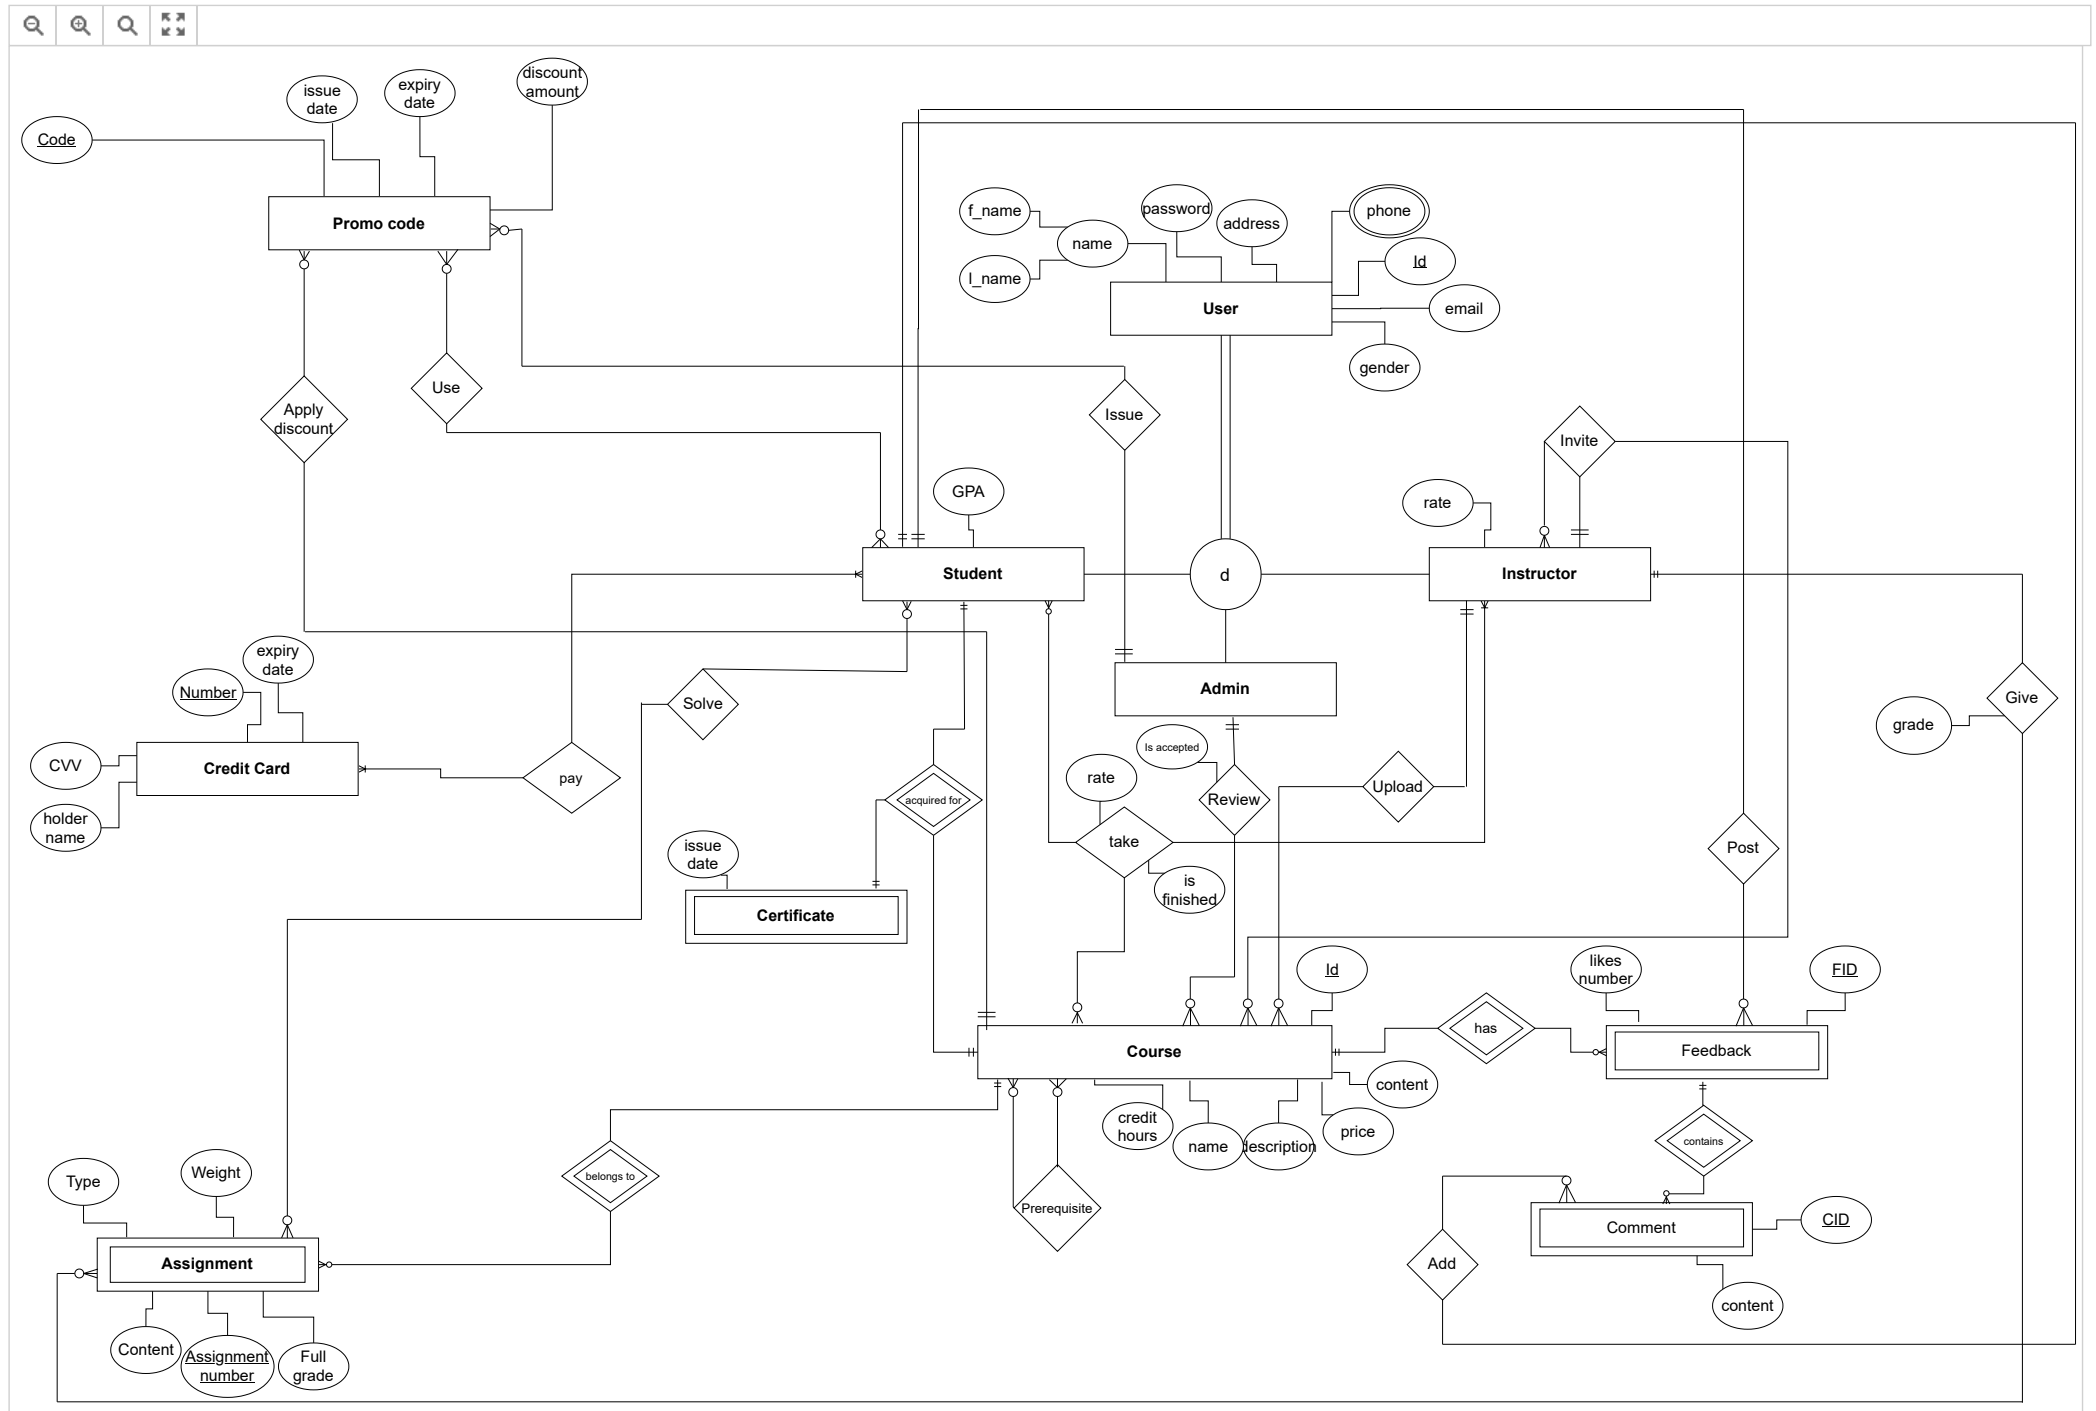 issue
date
expiry
date
discount
amount
Code
Promo code
f_name
l_name
name
password
address
phone
Id
email
gender
User
Apply
discount
Use
Issue
Invite
GPA
rate
Student
d
Instructor
expiry
date
Number
CVV
holder
name
Credit Card
pay
Solve
Admin
Is accepted
rate
Review
Upload
Give
grade
acquired for
take
is
finished
Post
issue
date
Certificate
Id
likes
number
FID
Course
has
Feedback
content
credit
hours
name
description
price
contains
Type
Weight
belongs to
Prerequisite
Comment
CID
Assignment
Add
content
Content
Assignment
number
Full
grade